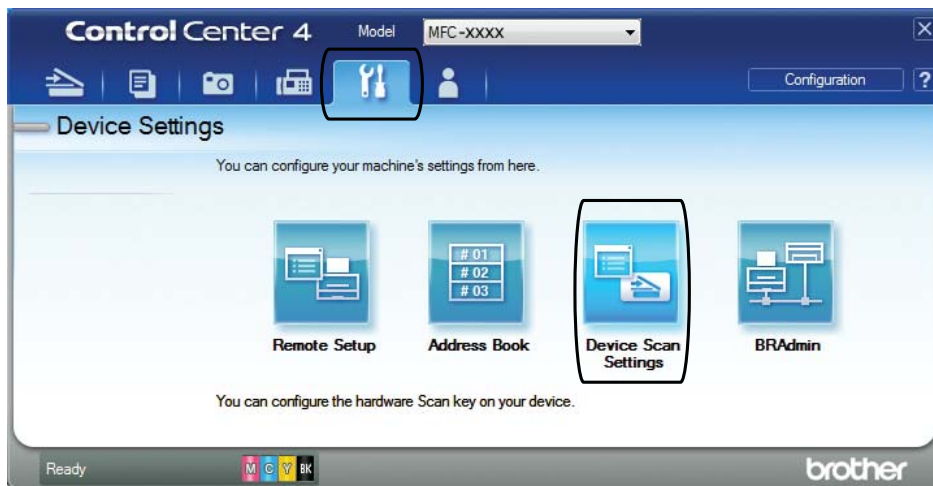 Control Center 4 Model MFC-XXXX
Configuration ?
Device Settings
You can configure your machine's settings from here.
# 01
# 02
# 03
Remote Setup Address Book Device Scan Settings BRAdmin
You can configure the hardware Scan key on your device.
Ready M C Y BK brother